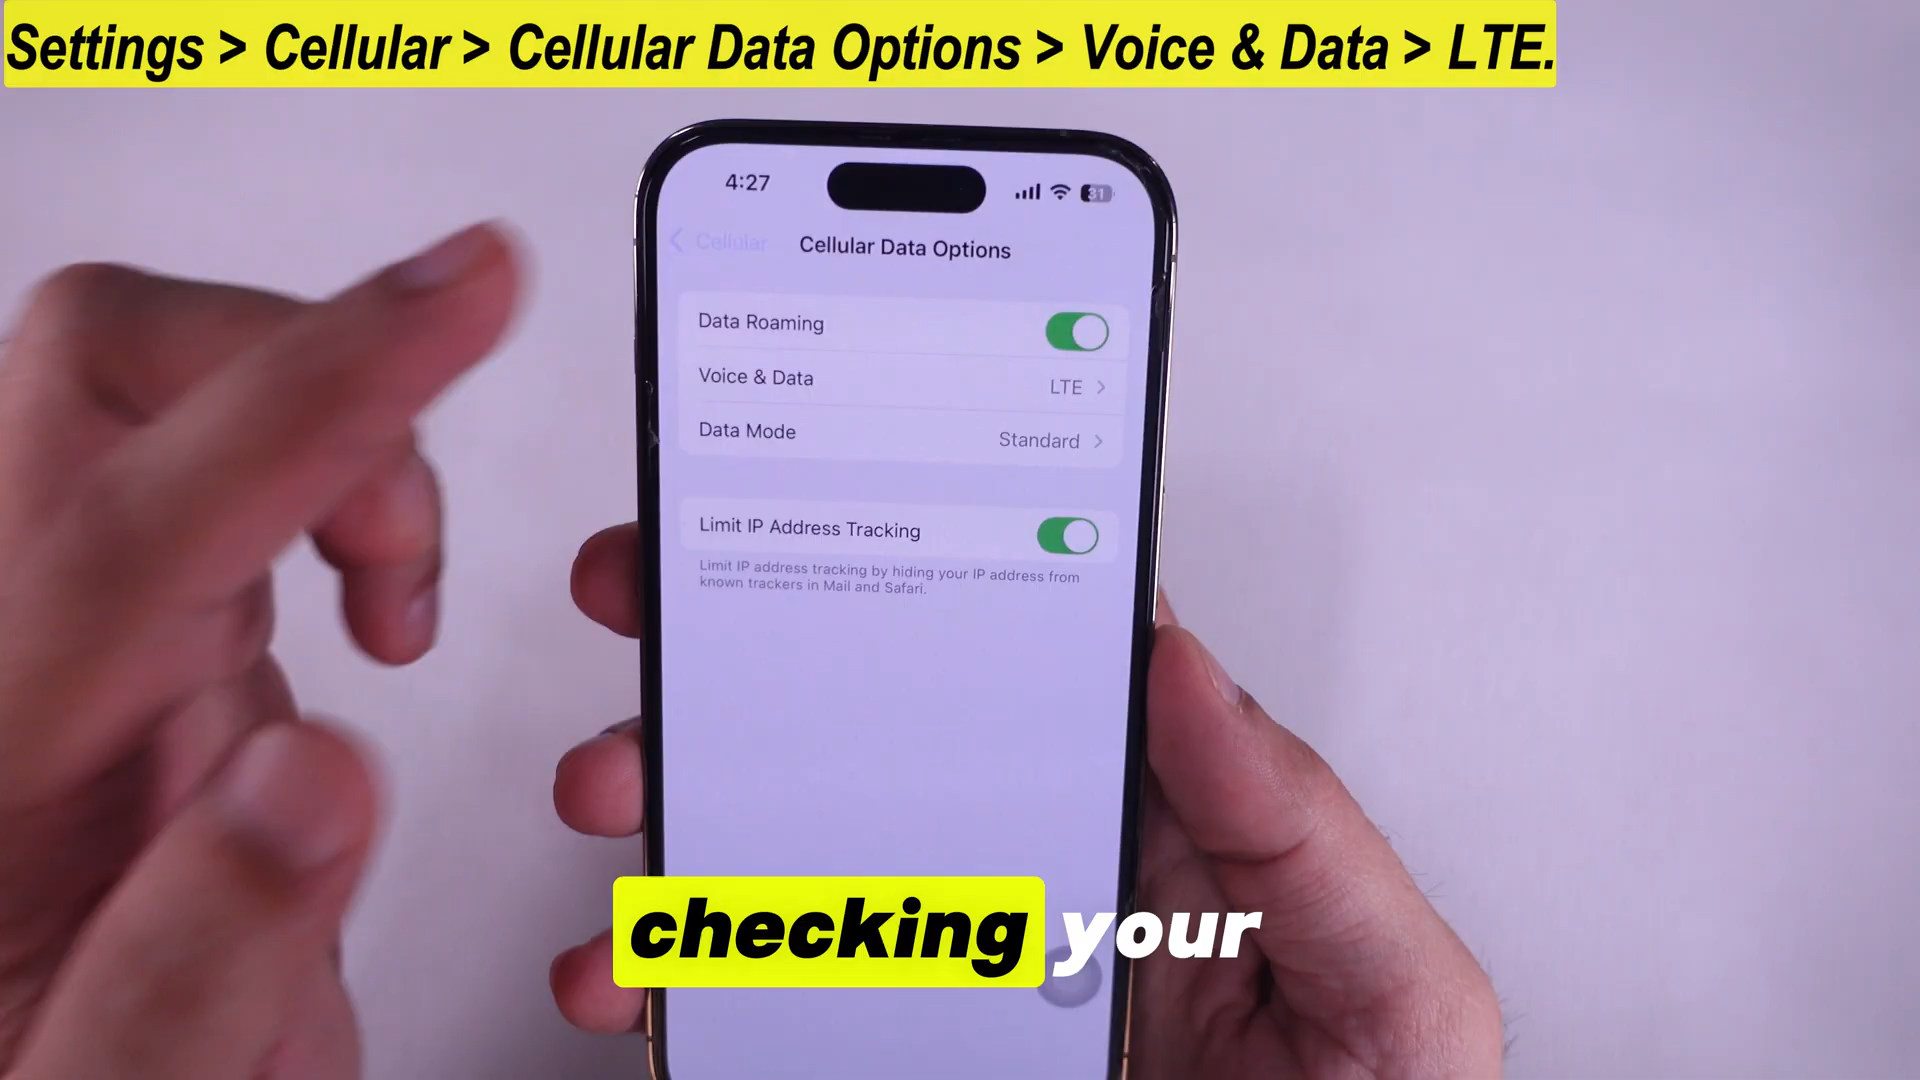 Settings > Cellular > Cellular Data Options > Voice & Data > LTE.
4:27
31
Cellular
Cellular Data Options
Data Roaming
Voice & Data LTE
Data Mode Standard
Limit IP Address Tracking
Limit IP address tracking by hiding your IP address from
known trackers in Mail and Safari.
checking your